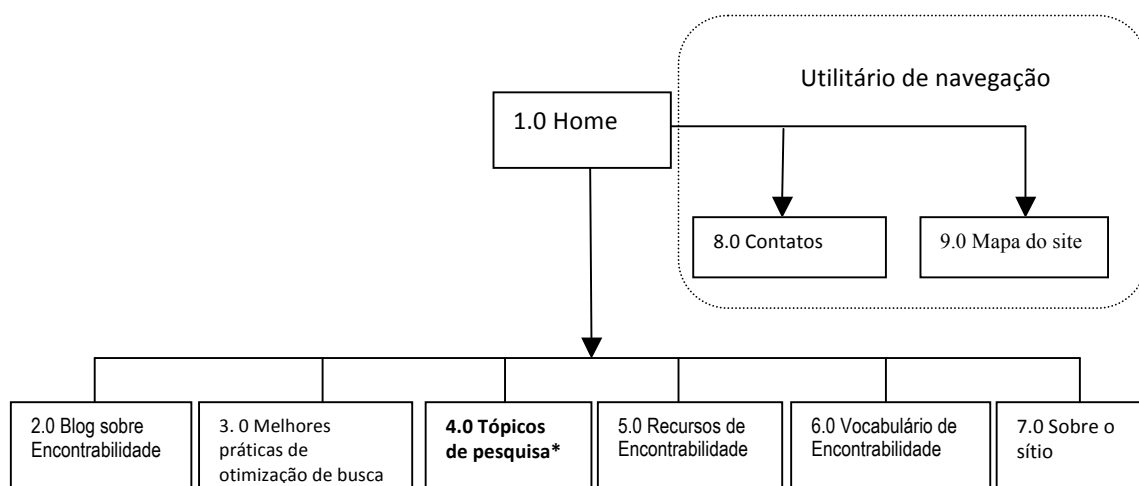 Utilitário de navegação
1.0 Home
8.0 Contatos
9.0 Mapa do site
2.0 Blog sobre
Encontrabilidade
3. 0 Melhores
práticas de
otimização de busca
4.0 Tópicos
de pesquisa*
5.0 Recursos de
Encontrabilidade
6.0 Vocabulário de
Encontrabilidade
7.0 Sobre o
sítio